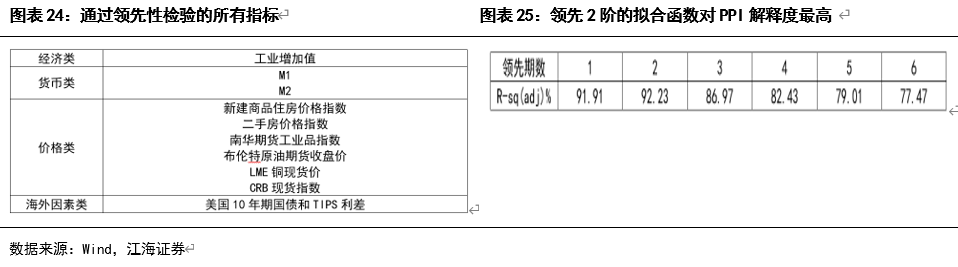 图表 24：通过领先性检验的所有指标
经济类 工业增加值
货币类 M1
M2
价格类 新建商品住房价格指数
二手房价格指数
南华期货工业品指数
布伦特原油期货收盘价
LME 铜现货价
CRB 现货指数
海外因素类 美国 10 年期国债和 TIPS 利差
图表 25：领先 2 阶的拟合函数对 PPI 解释度最高
领先期数 1 2 3 4 5 6
R-sq(adj)% 91.91 92.23 86.97 82.43 79.01 77.47
数据来源：Wind，江海证券